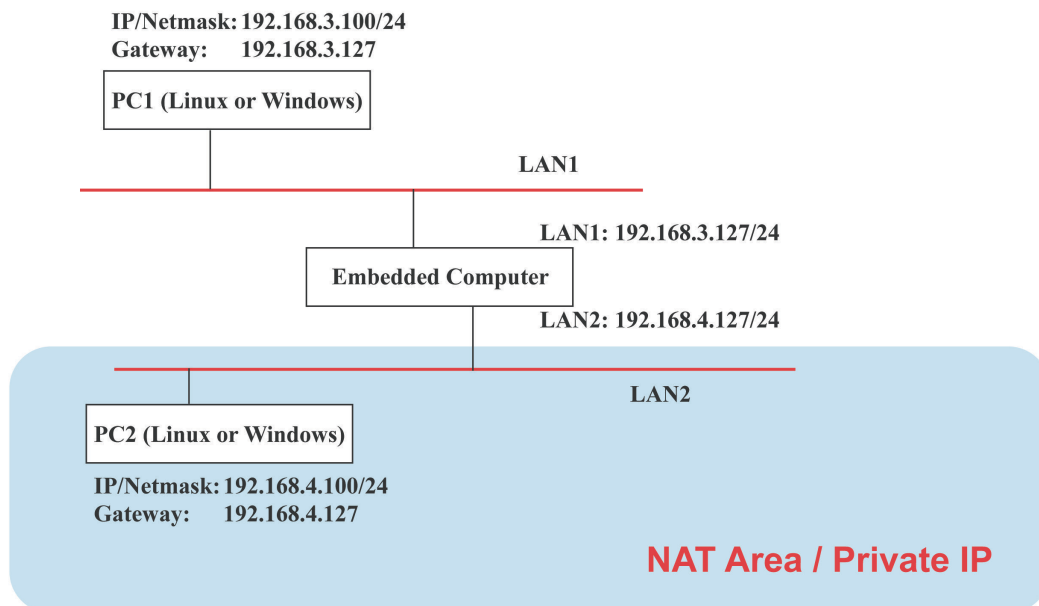 IP/Netmask: 192.168.3.100/24
Gateway: 192.168.3.127
PC1 (Linux or Windows)
LAN1
LAN1: 192.168.3.127/24
Embedded Computer
LAN2: 192.168.4.127/24
LAN2
PC2 (Linux or Windows)
IP/Netmask: 192.168.4.100/24
Gateway: 192.168.4.127
NAT Area / Private IP